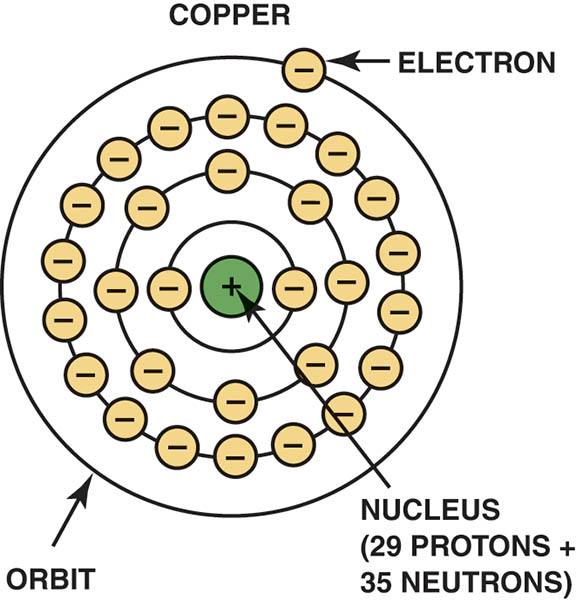 COPPER
ELECTRON
NUCLEUS
(29 PROTONS +
35 NEUTRONS)
ORBIT